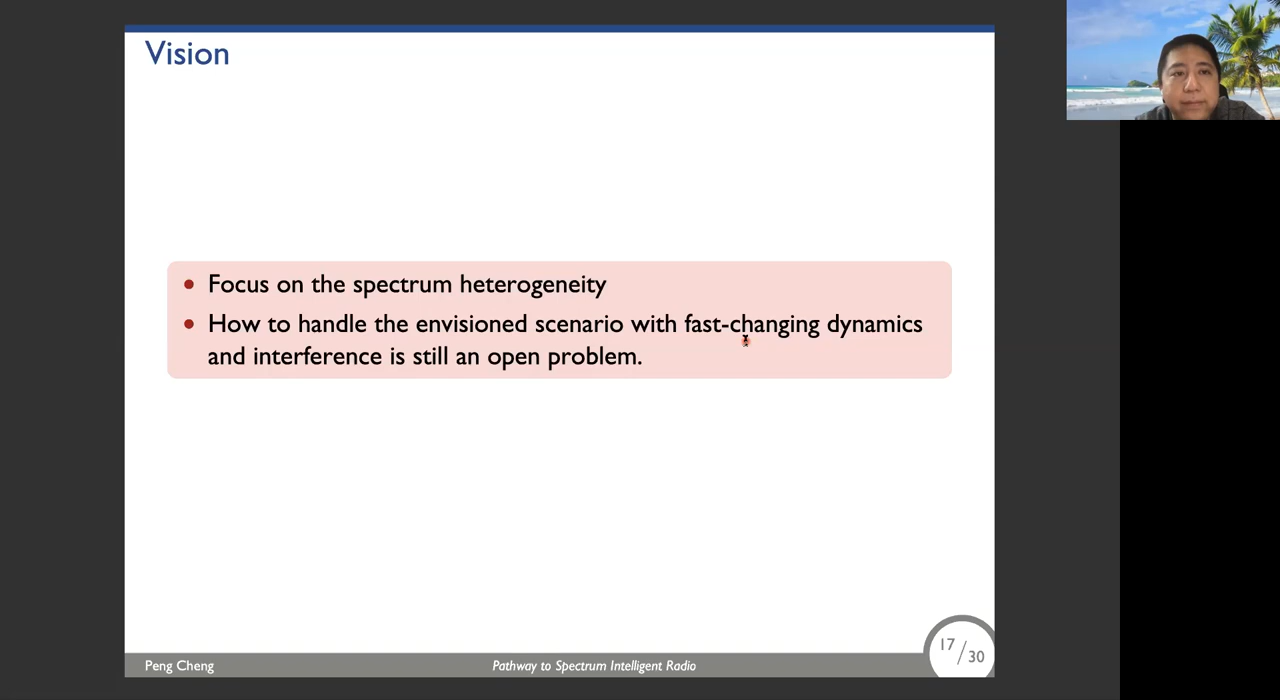 Vision
Focus on the spectrum heterogeneity
How to handle the envisioned scenario with fast-changing dynamics
and interference is still an open problem.
Peng Cheng
Pathway to Spectrum Intelligent Radio
17/30